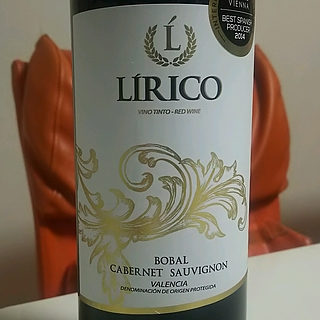 VIENNA
BEST SPANISH
PRODUCER
2014
Ĺ
LÍRICO
VINO TINTO - RED WINE
BOBAL
CABERNET SAUVIGNON
VALENCIA
DENOMINACIÓN DE ORIGEN PROTEGIDA